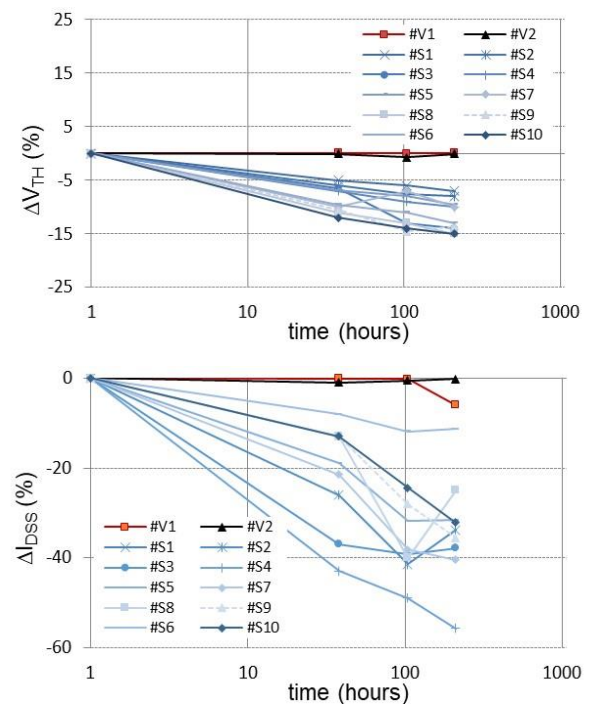 25
15
5
-5
-15
-25
ΔVTH (%)
#V1 #V2
#S1 #S2
#S3 #S4
#S5 #S7
#S8 #S9
#S6 #S10
1 10 100 1000
time (hours)
0
-20
-40
-60
ΔIDSS (%)
#V1 #V2
#S1 #S2
#S3 #S4
#S5 #S7
#S8 #S9
#S6 #S10
1 10 100 1000
time (hours)